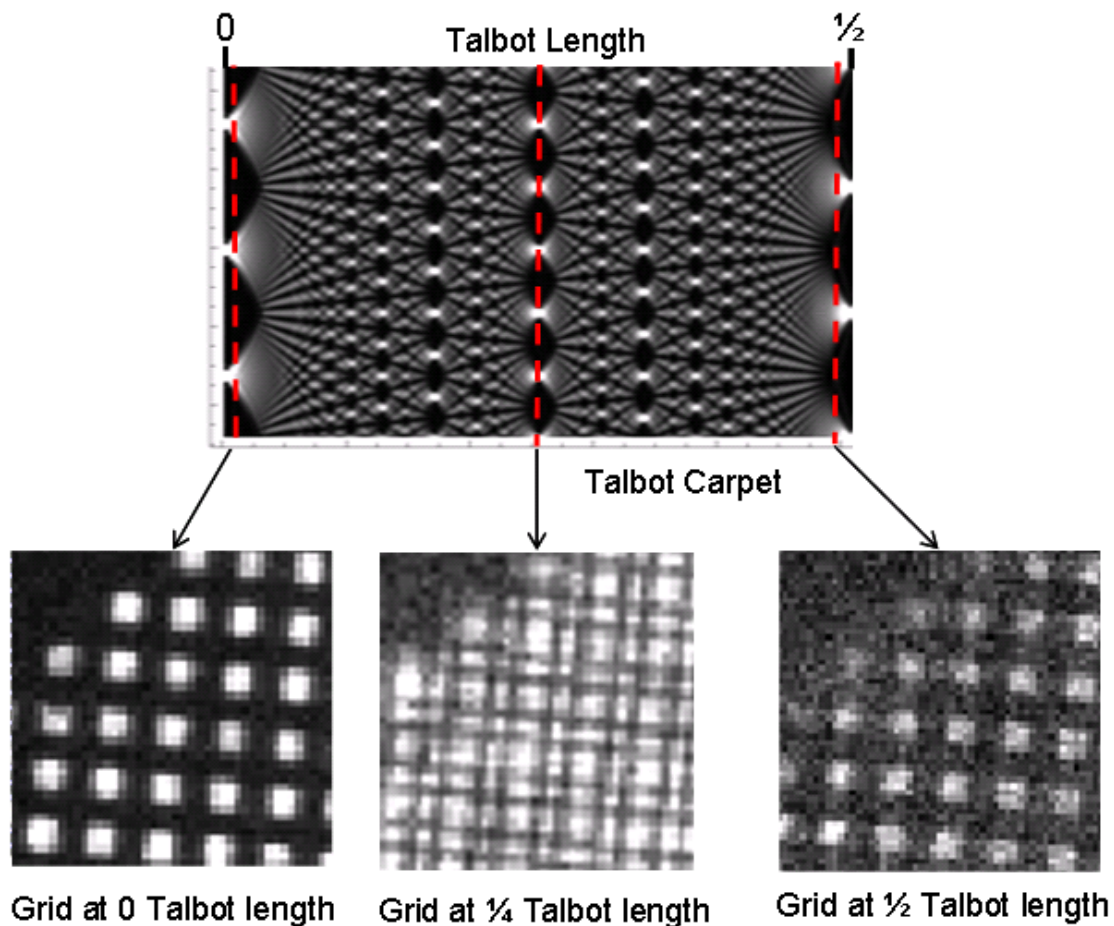 0
½
Talbot Length
Talbot Carpet
Grid at 0 Talbot length
Grid at ¼ Talbot length
Grid at ½ Talbot length